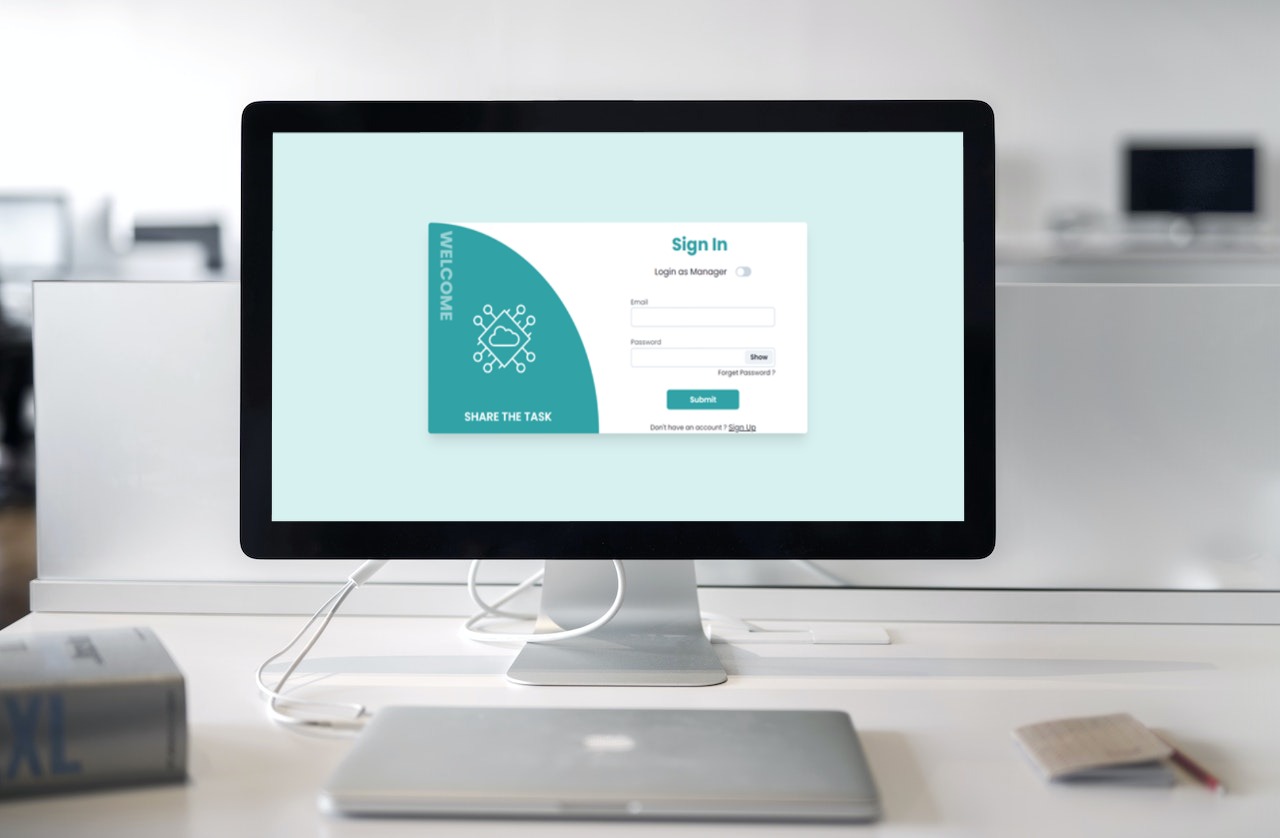 WELCOME
SHARE THE TASK
Sign In
Login as Manager
Email
Password
Show
Forget Password ?
Submit
Don't have an account ? Sign Up
XL